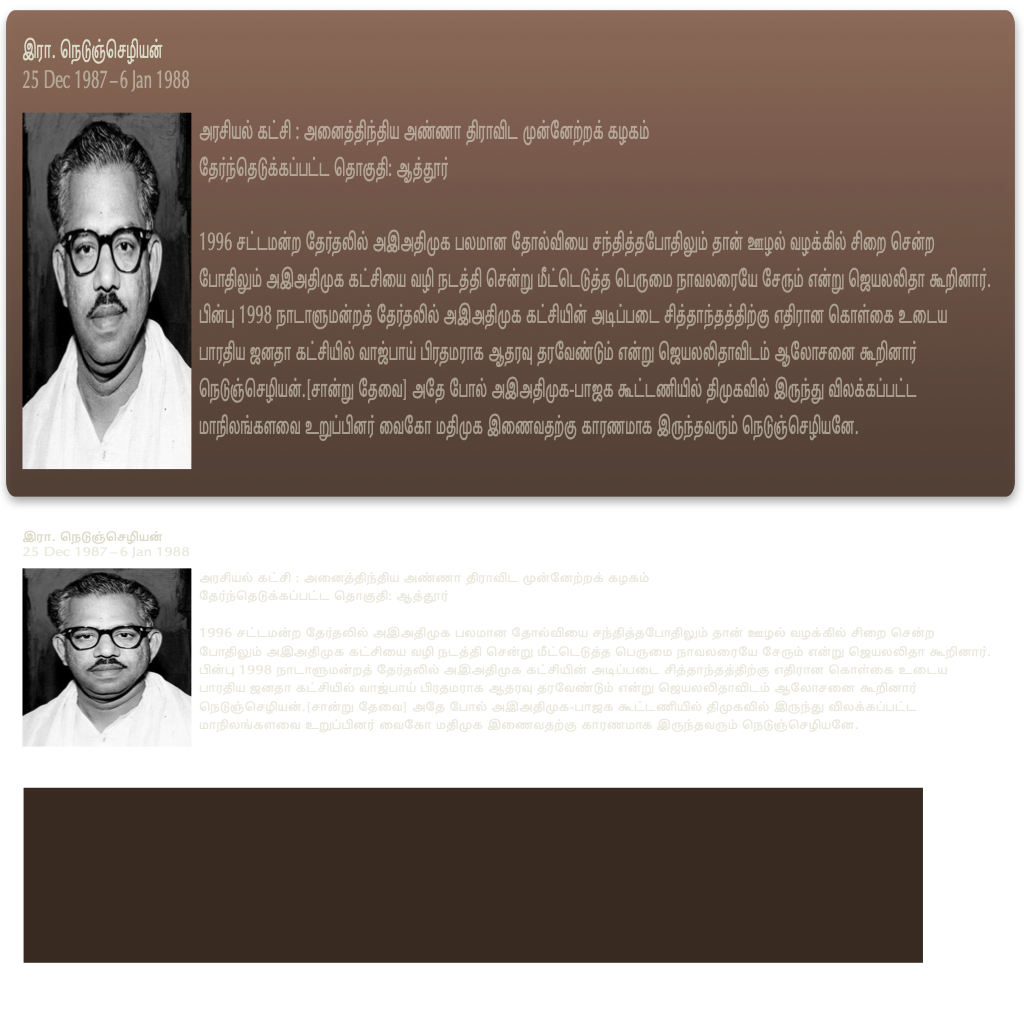 இரா. நெடுஞ்செழியன்
25 Dec 1987–6 Jan 1988
அரசியல் கட்சி : அனைத்திந்திய அண்ணா திராவிட முன்னேற்றக் கழகம்
தேர்ந்தெடுக்கப்பட்ட தொகுதி: ஆத்தூர்
1996 சட்டமன்ற தேர்தலில் அஇஅதிமுக பலமான தோல்வியை சந்தித்தபோதிலும் தான் ஊழல் வழக்கில் சிறை சென்ற
போதிலும் அஇஅதிமுக கட்சியை வழி நடத்தி சென்று மீட்டெடுத்த பெருமை நாவலரையே சேரும் என்று ஜெயலலிதா கூறினார்.
பின்பு 1998 நாடாளுமன்றத் தேர்தலில் அஇஅதிமுக கட்சியின் அடிப்படை சித்தாந்தத்திற்கு எதிரான கொள்கை உடைய
பாரதிய ஜனதா கட்சியில் வாஜ்பாய் பிரதமராக ஆதரவு தரவேண்டும் என்று ஜெயலலிதாவிடம் ஆலோசனை கூறினார்
நெடுஞ்செழியன்.[சான்று தேவை] அதே போல் அஇஅதிமுக-பாஜக கூட்டணியில் திமுகவில் இருந்து விலக்கப்பட்ட
மாநிலங்களவை உறுப்பினர் வைகோ மதிமுக இணைவதற்கு காரணமாக இருந்தவரும் நெடுஞ்செழியனே.
இரா. நெடுஞ்செழியன்
25 Dec 1987–6 Jan 1988
அரசியல் கட்சி : அனைத்திந்திய அண்ணா திராவிட முன்னேற்றக் கழகம்
தேர்ந்தெடுக்கப்பட்ட தொகுதி: ஆத்தூர்
1996 சட்டமன்ற தேர்தலில் அஇஅதிமுக பலமான தோல்வியை சந்தித்தபோதிலும் தான் ஊழல் வழக்கில் சிறை சென்ற
போதிலும் அஇஅதிமுக கட்சியை வழி நடத்தி சென்று மீட்டெடுத்த பெருமை நாவலரையே சேரும் என்று ஜெயலலிதா கூறினார்.
பின்பு 1998 நாடாளுமன்றத் தேர்தலில் அஇஅதிமுக கட்சியின் அடிப்படை சித்தாந்தத்திற்கு எதிரான கொள்கை உடைய
பாரதிய ஜனதா கட்சியில் வாஜ்பாய் பிரதமராக ஆதரவு தரவேண்டும் என்று ஜெயலலிதாவிடம் ஆலோசனை கூறினார்
நெடுஞ்செழியன்.[சான்று தேவை] அதே போல் அஇஅதிமுக-பாஜக கூட்டணியில் திமுகவில் இருந்து விலக்கப்பட்ட
மாநிலங்களவை உறுப்பினர் வைகோ மதிமுக இணைவதற்கு காரணமாக இருந்தவரும் நெடுஞ்செழியனே.